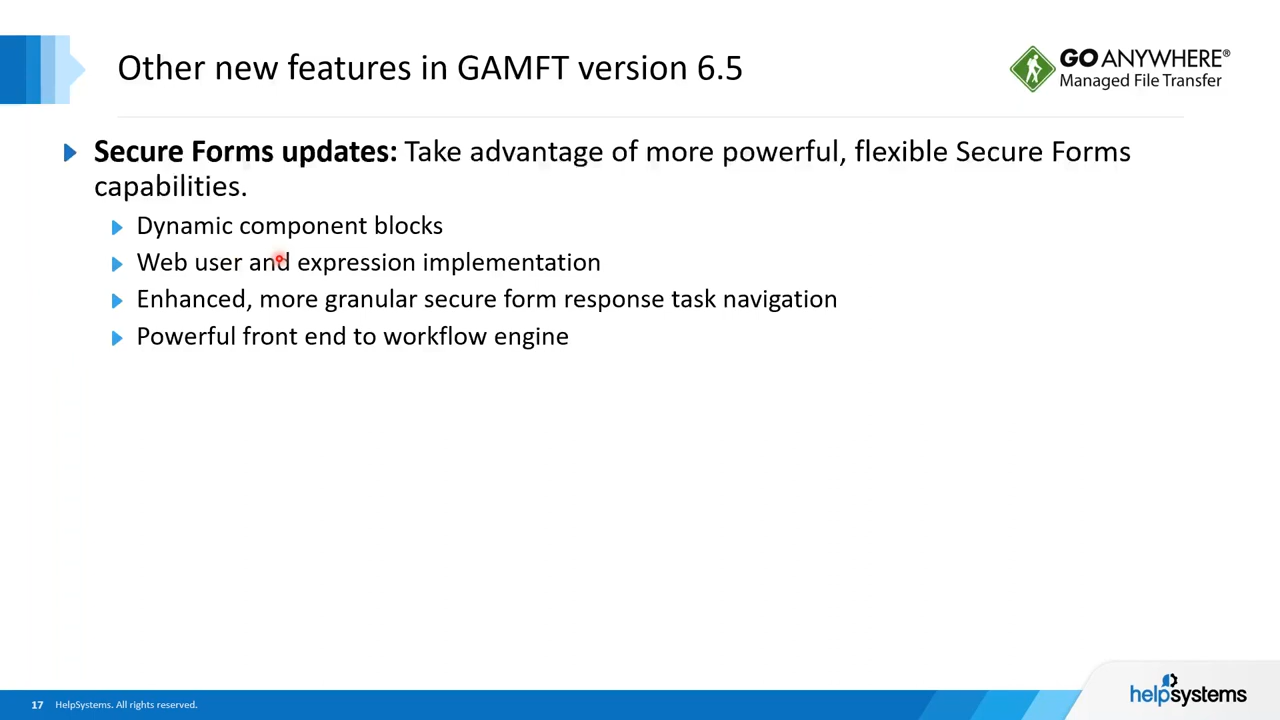 Other new features in GAMFT version 6.5
GO ANYWHERE®
Managed File Transfer
Secure Forms updates: Take advantage of more powerful, flexible Secure Forms
capabilities.
Dynamic component blocks
Web user and expression implementation
Enhanced, more granular secure form response task navigation
Powerful front end to workflow engine
17 HelpSystems. All rights reserved.
helpsystems